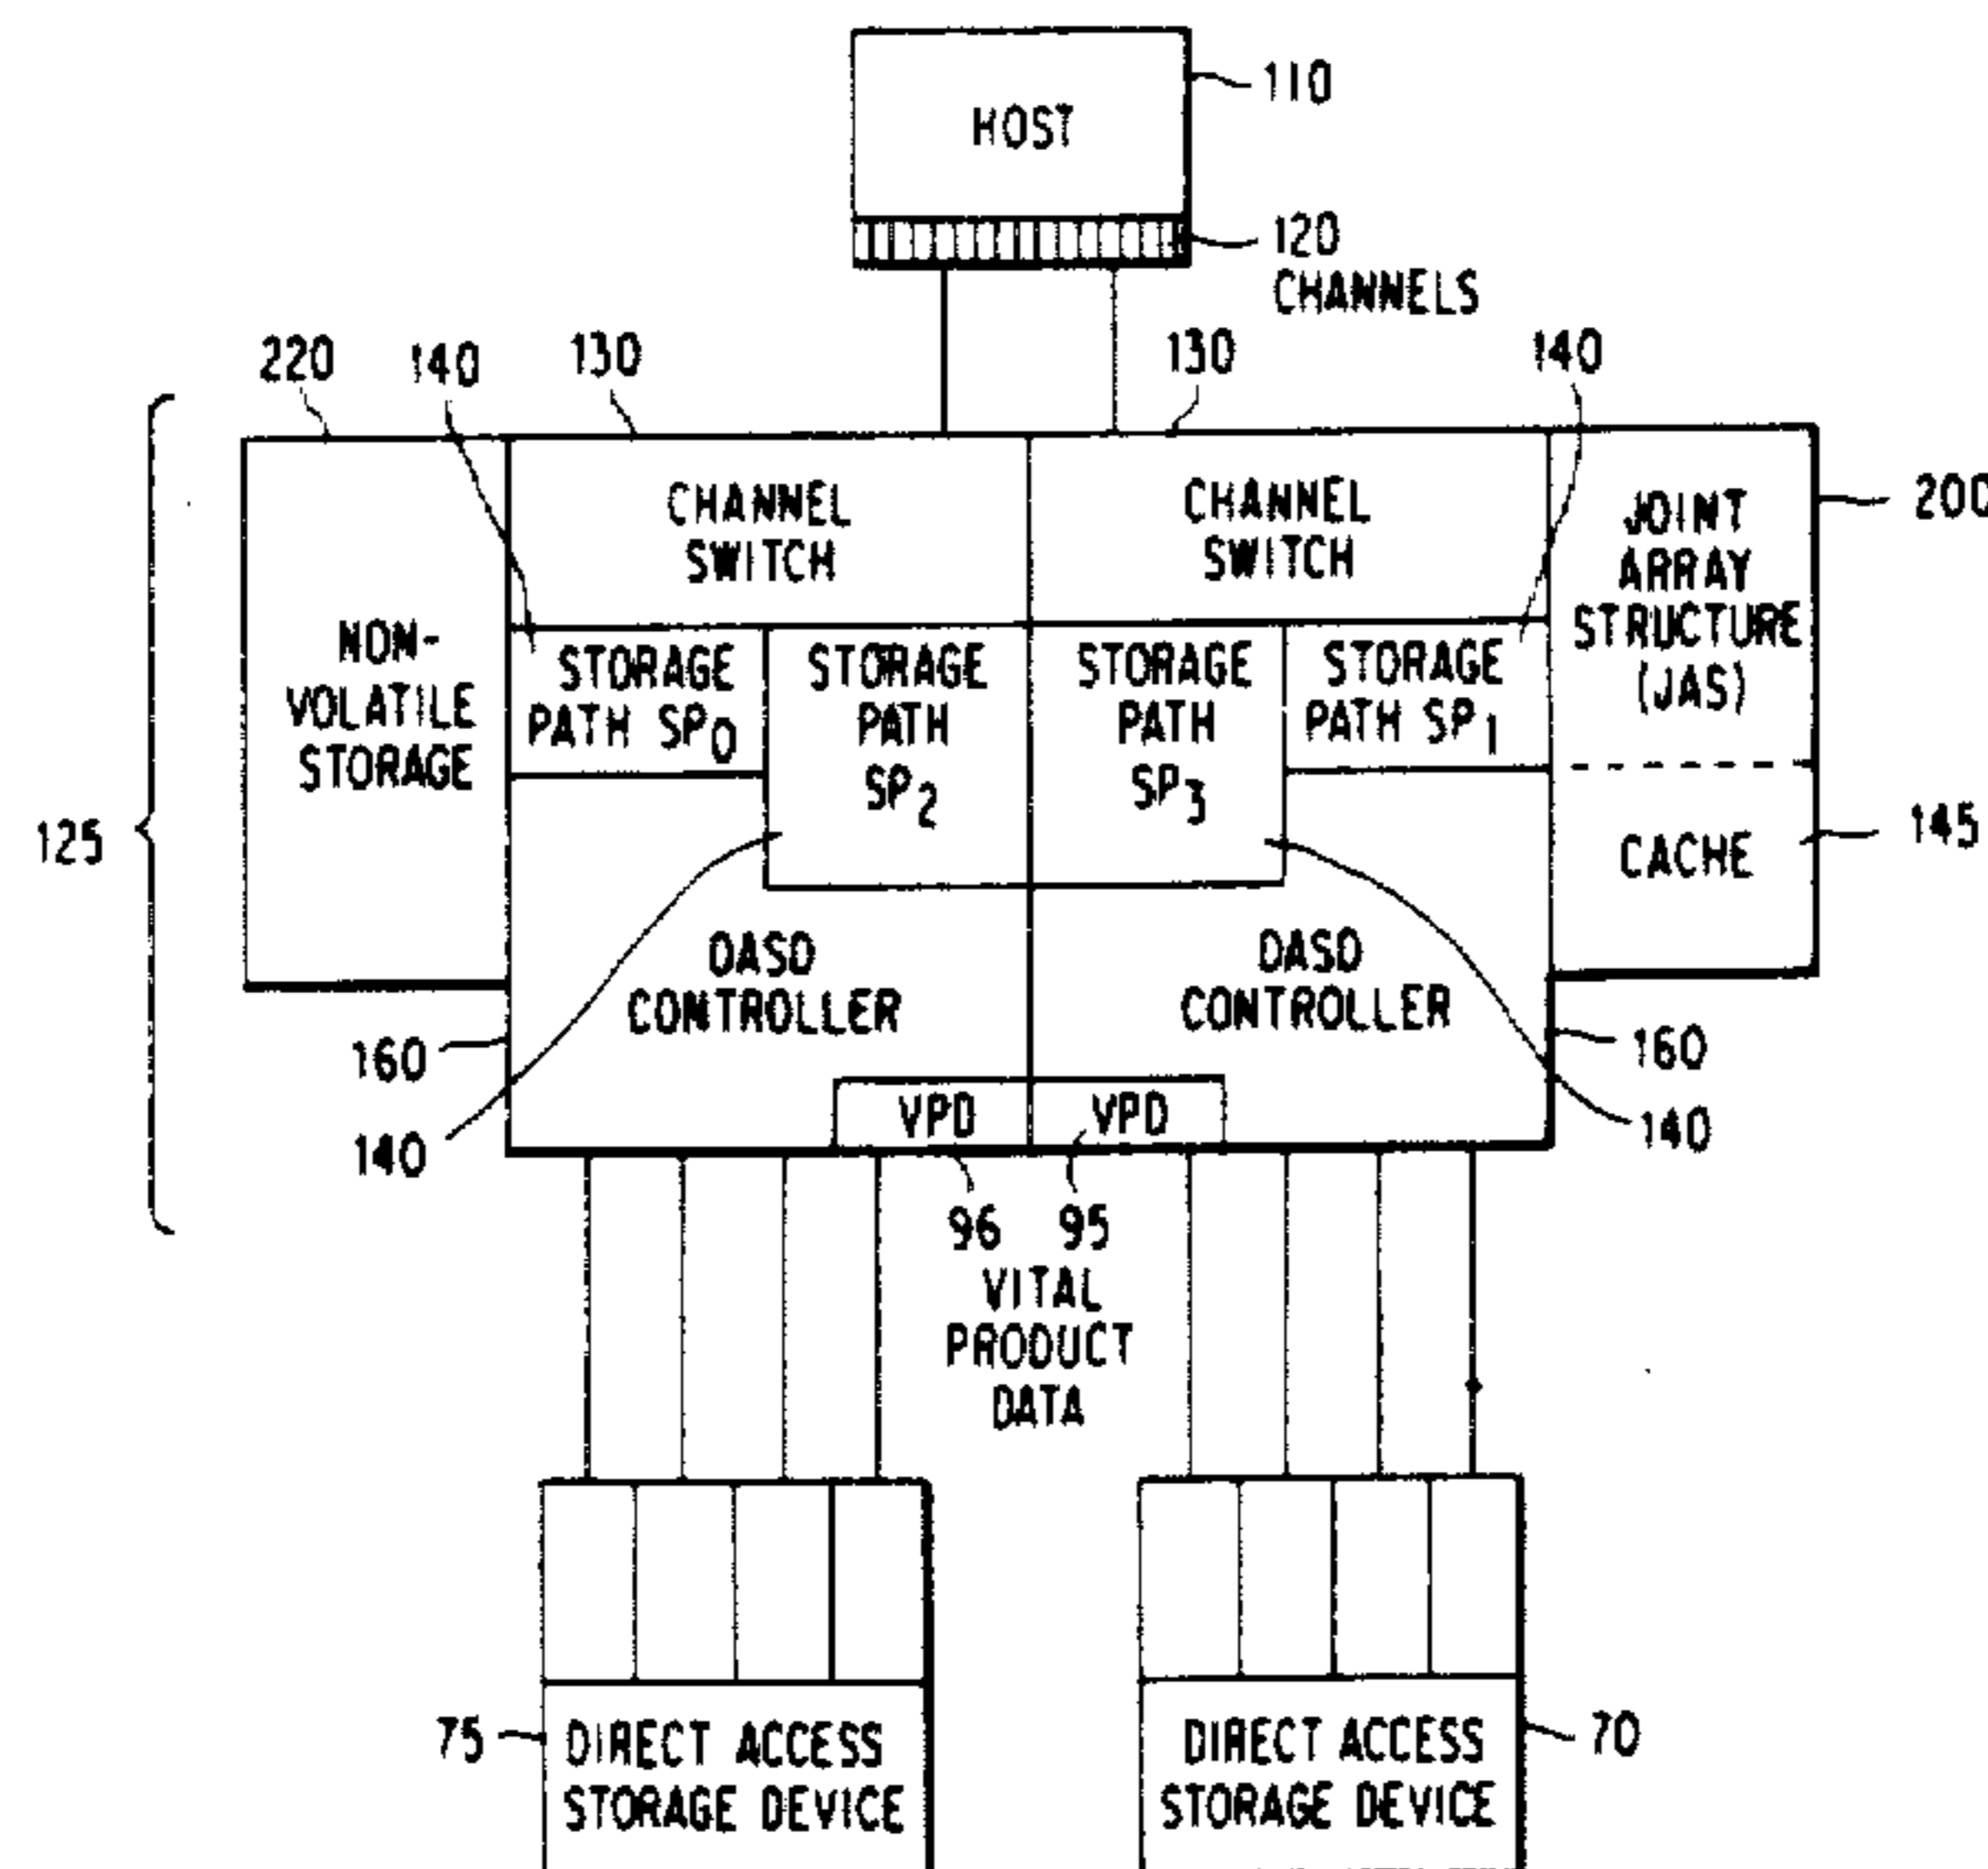 110
HOST
120
CHANNELS
220
140
130
130
140
200
CHANNEL
SWITCH
CHANNEL
SWITCH
JOINT
ARRAY
STRUCTURE
(JAS)
NON-
VOLATILE
STORAGE
STORAGE
PATH SP0
STORAGE
PATH
SP2
STORAGE
PATH
SP3
STORAGE
PATH SP1
125
CACHE
145
DASD
CONTROLLER
DASD
CONTROLLER
160
160
140
VPD
VPD
140
96
95
VITAL
PRODUCT
DATA
75
DIRECT ACCESS
STORAGE DEVICE
DIRECT ACCESS
STORAGE DEVICE
70